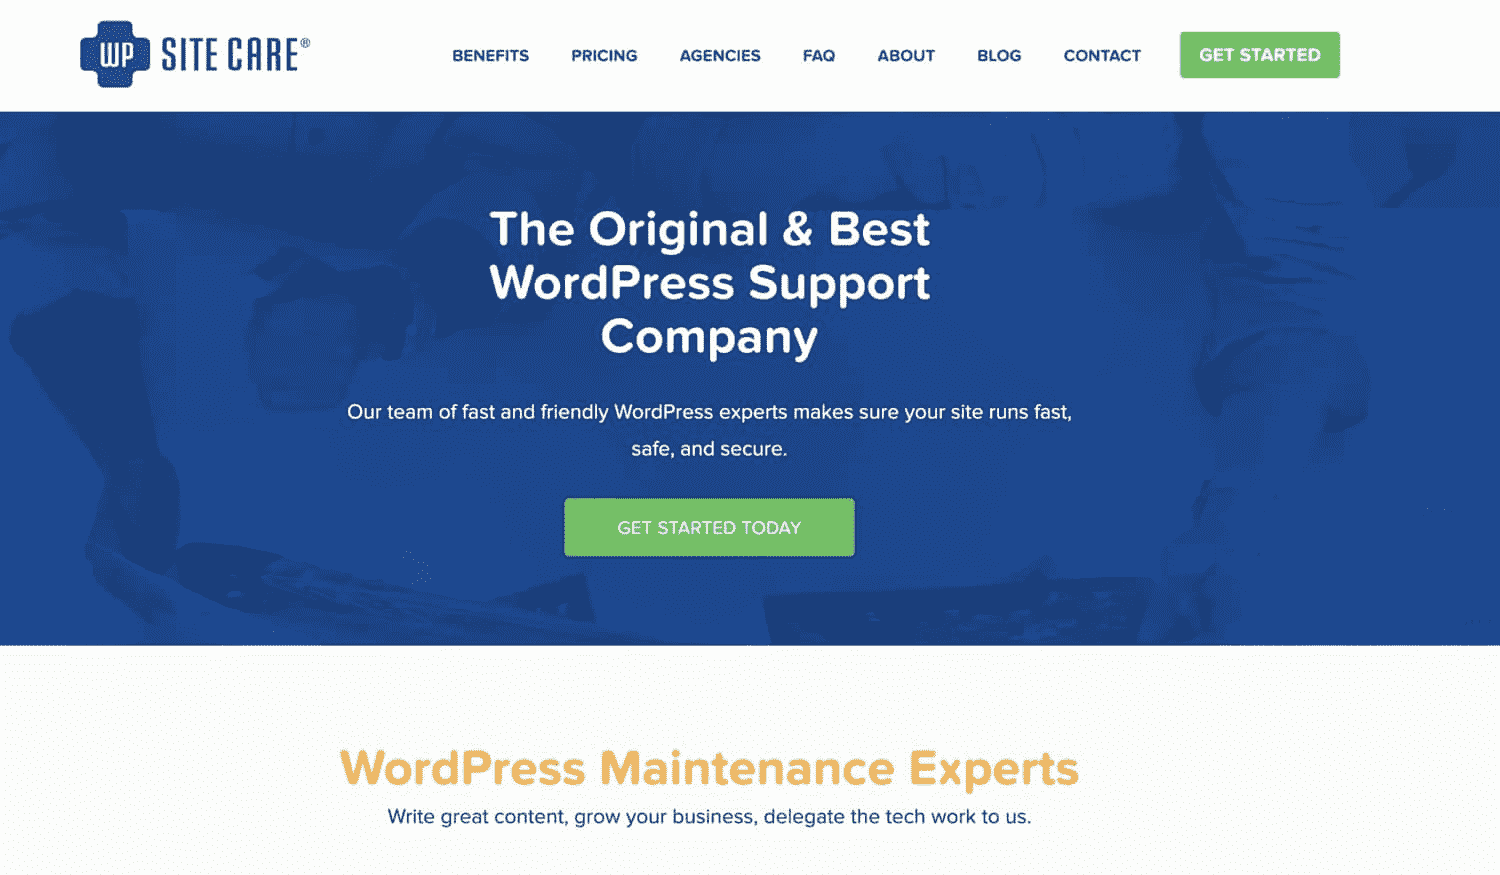 WP SITE CARE®
BENEFITS PRICING AGENCIES FAQ ABOUT BLOG CONTACT GET STARTED
The Original & Best
WordPress Support
Company
Our team of fast and friendly WordPress experts makes sure your site runs fast,
safe, and secure.
GET STARTED TODAY
WordPress Maintenance Experts
Write great content, grow your business, delegate the tech work to us.